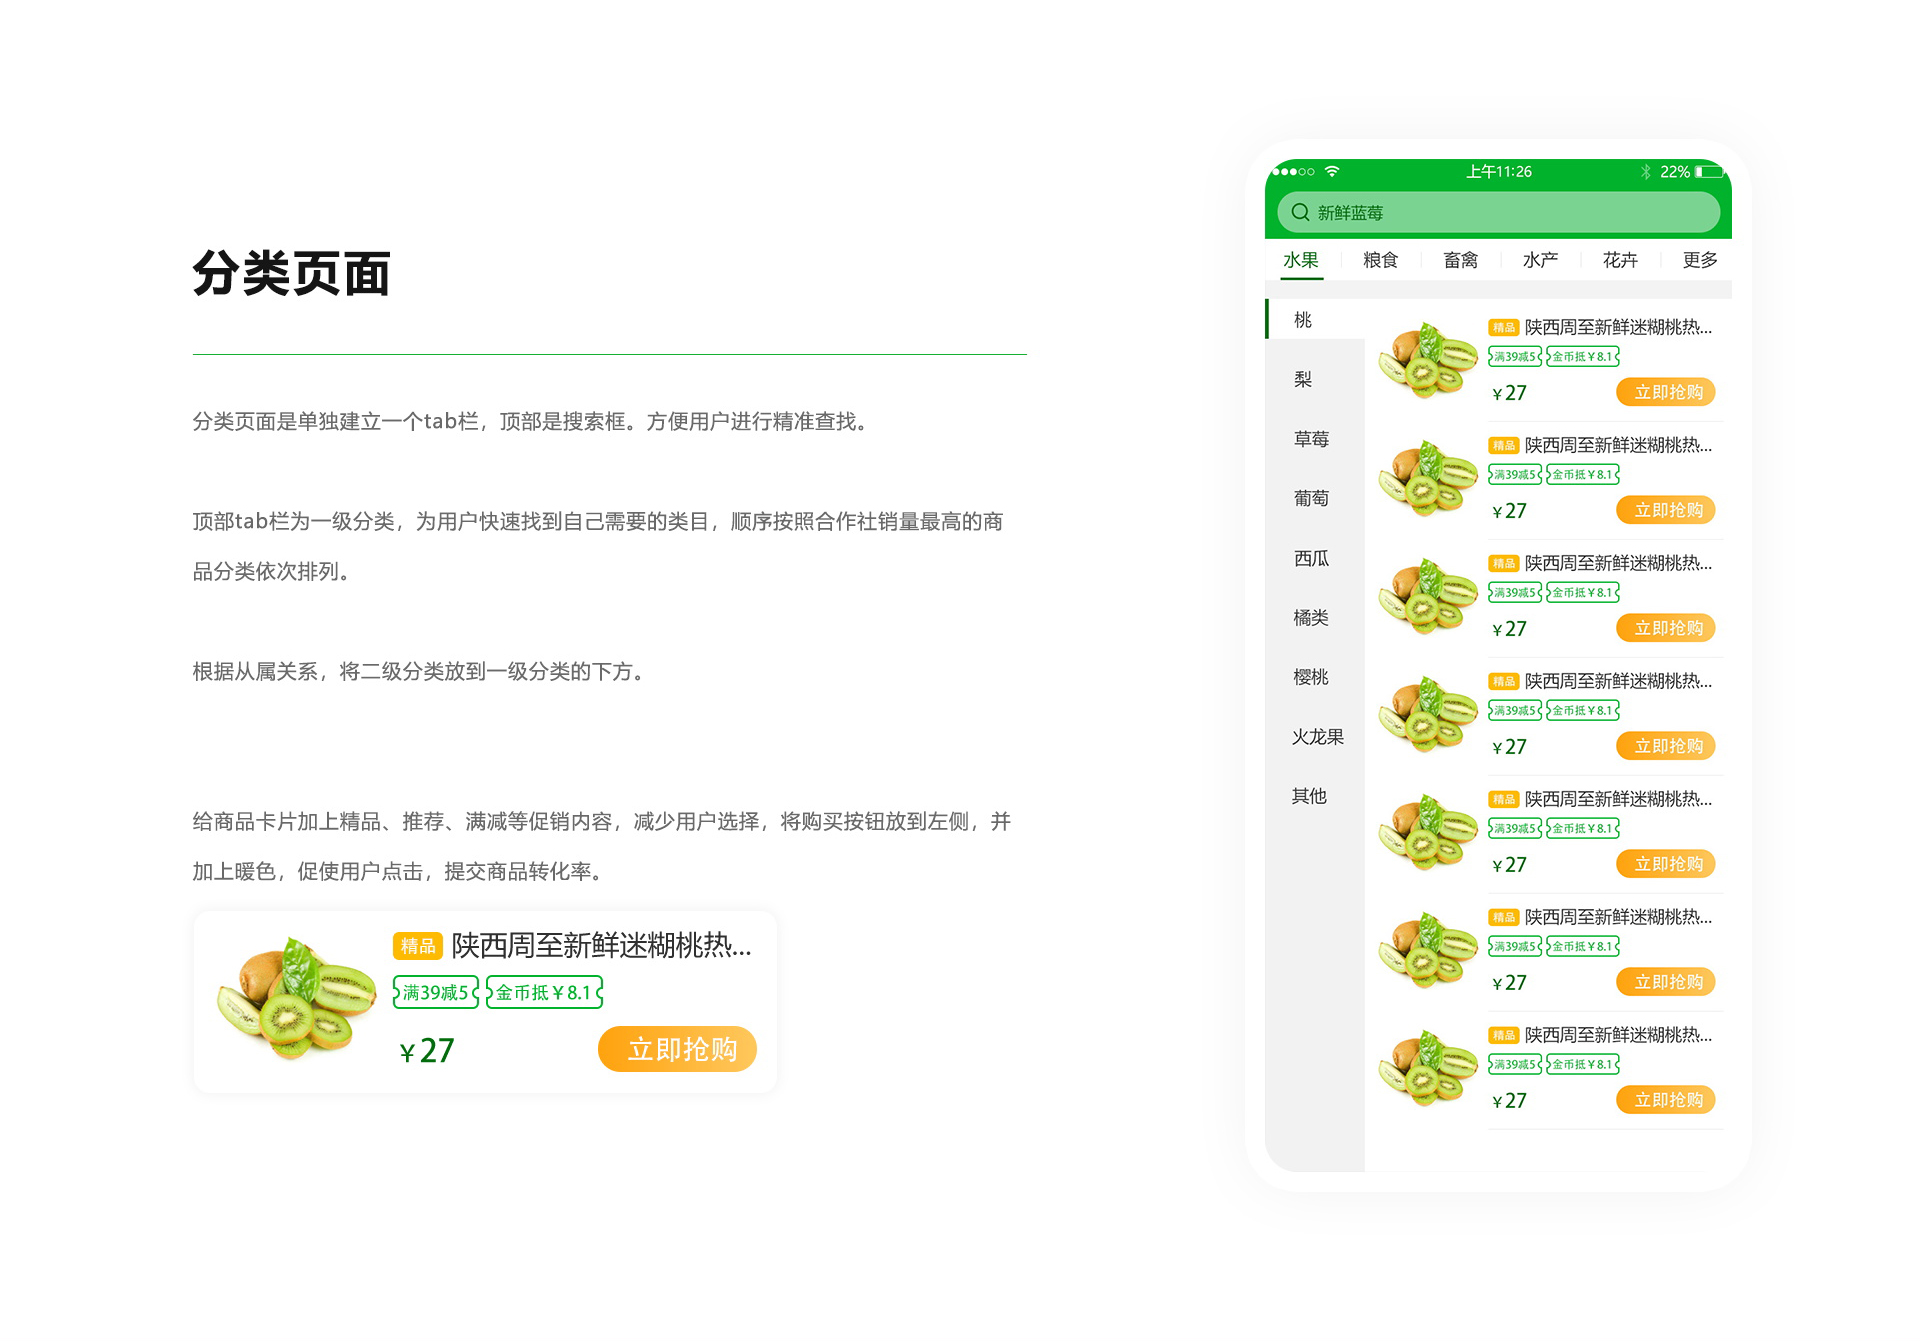 分类页面
分类页面是单独建立一个tab栏，顶部是搜索框。方便用户进行精准查找。
顶部tab栏为一级分类，为用户快速找到自己需要的类目，顺序按照合作社销量最高的商
品分类依次排列。
根据从属关系，将二级分类放到一级分类的下方。
给商品卡片加上精品、推荐、满减等促销内容，减少用户选择，将购买按钮放到左侧，并
加上暖色，促使用户点击，提交商品转化率。
精品 陕西周至新鲜迷糊桃热...
满39减5 金币抵￥8.1
￥27 立即抢购
上午11:26 22%
新鲜蓝莓
水果 粮食 畜禽 水产 花卉 更多
桃
梨
草莓
葡萄
西瓜
橘类
樱桃
火龙果
其他
精品 陕西周至新鲜迷糊桃热...
满39减5 金币抵￥8.1
￥27 立即抢购
精品 陕西周至新鲜迷糊桃热...
满39减5 金币抵￥8.1
￥27 立即抢购
精品 陕西周至新鲜迷糊桃热...
满39减5 金币抵￥8.1
￥27 立即抢购
精品 陕西周至新鲜迷糊桃热...
满39减5 金币抵￥8.1
￥27 立即抢购
精品 陕西周至新鲜迷糊桃热...
满39减5 金币抵￥8.1
￥27 立即抢购
精品 陕西周至新鲜迷糊桃热...
满39减5 金币抵￥8.1
￥27 立即抢购
精品 陕西周至新鲜迷糊桃热...
满39减5 金币抵￥8.1
￥27 立即抢购